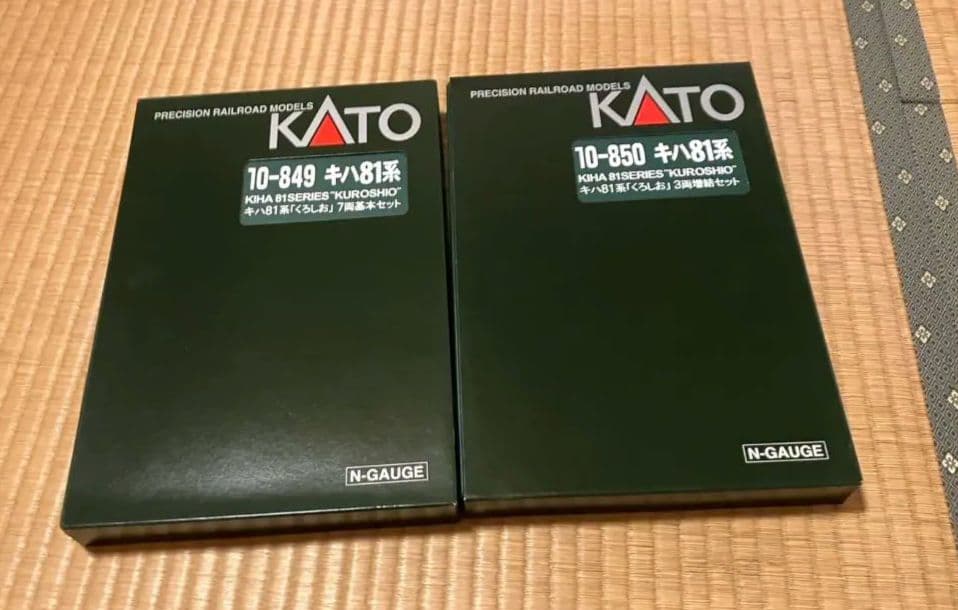 PRECISION RAILROAD MODELS
KATO
10-849 キハ81系
KIHA 81SERIES "KUROSHIO"
キハ81系「くろしお」7両基本セット
N-GAUGE
PRECISION RAILROAD MODELS
KATO
10-850 キハ81系
KIHA 81SERIES "KUROSHIO"
キハ81系「くろしお」3両増結セット
N-GAUGE